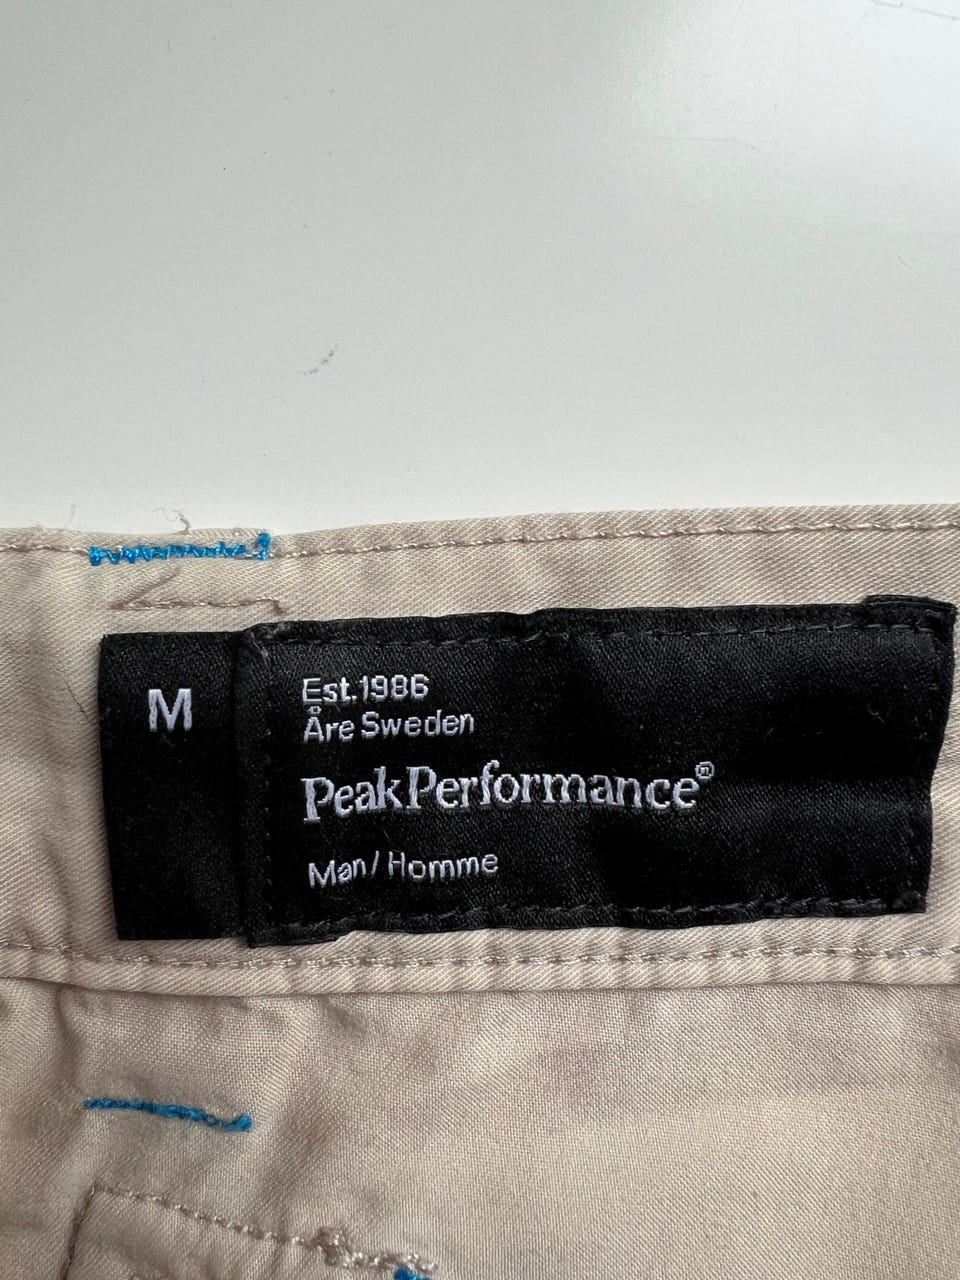 M
Est.1986
Åre Sweden
PeakPerformance®
Man/Homme